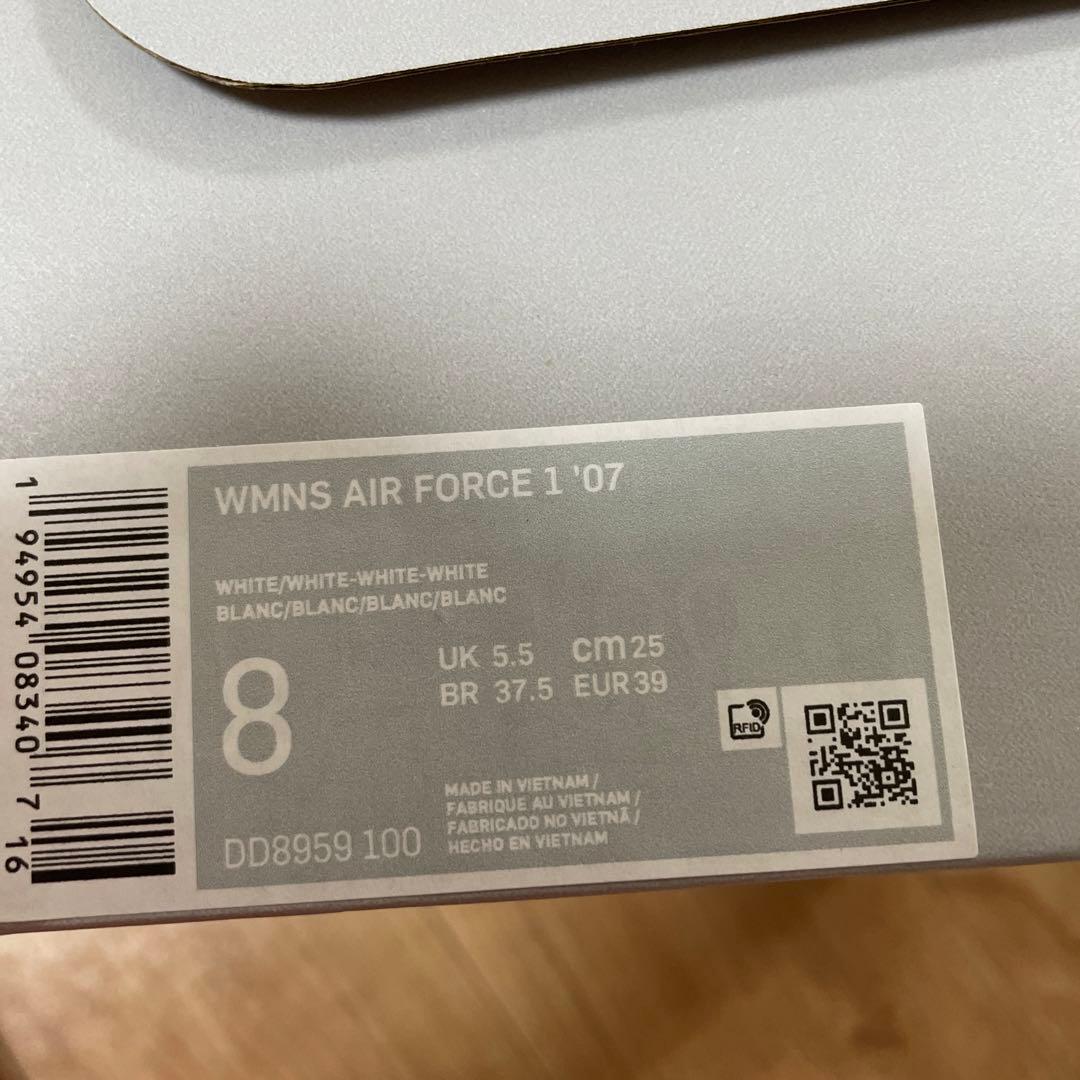 WMNS AIR FORCE 1 '07
WHITE/WHITE-WHITE-WHITE
BLANC/BLANC/BLANC/BLANC
8
UK 5.5 cm 25
BR 37.5 EUR 39
MADE IN VIETNAM /
FABRIQUE AU VIETNAM /
FABRICADO NO VIETNÃ /
HECHO EN VIETNAM
DD8959 100
RFID
1 94954 08340 7 16